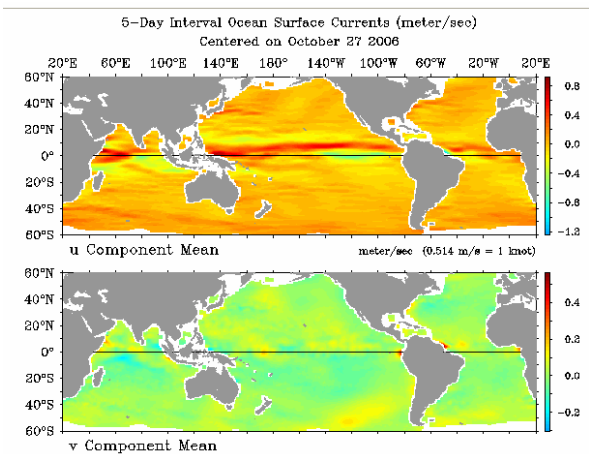 5-Day Interval Ocean Surface Currents (meter/sec)
Centered on October 27 2006
20°E 60°E 100°E 140°E 180° 140°W 100°W 60°W 20°W 20°E
60°N
40°N
20°N
0°
20°S
40°S
60°S
0.8
0.4
0.0
-0.4
-0.8
-1.2
u Component Mean
meter/sec (0.514 m/s = 1 knot)
60°N
40°N
20°N
0°
20°S
40°S
60°S
0.4
0.2
0.0
-0.2
v Component Mean